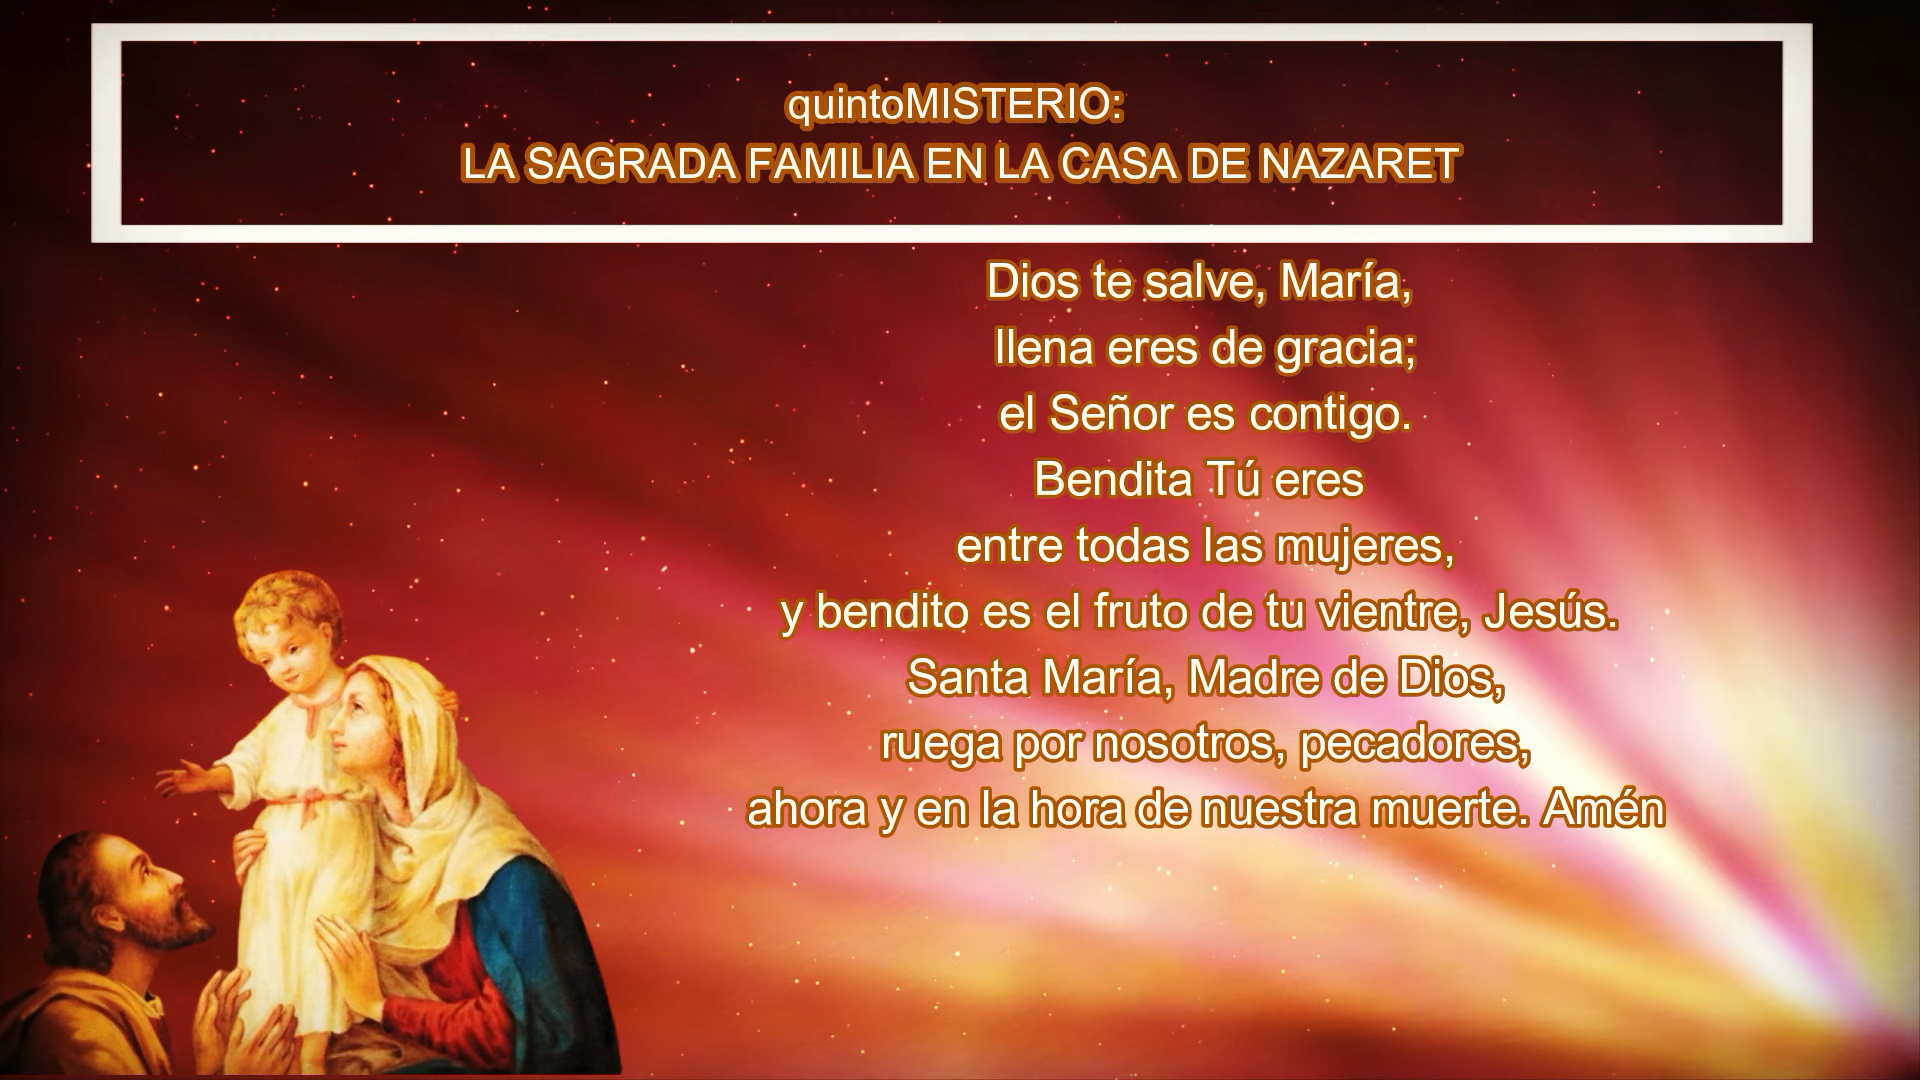 quintoMISTERIO:
LA SAGRADA FAMILIA EN LA CASA DE NAZARET
Dios te salve, María,
llena eres de gracia;
el Señor es contigo.
Bendita Tú eres
entre todas las mujeres,
y bendito es el fruto de tu vientre, Jesús.
Santa María, Madre de Dios,
ruega por nosotros, pecadores,
ahora y en la hora de nuestra muerte. Amén